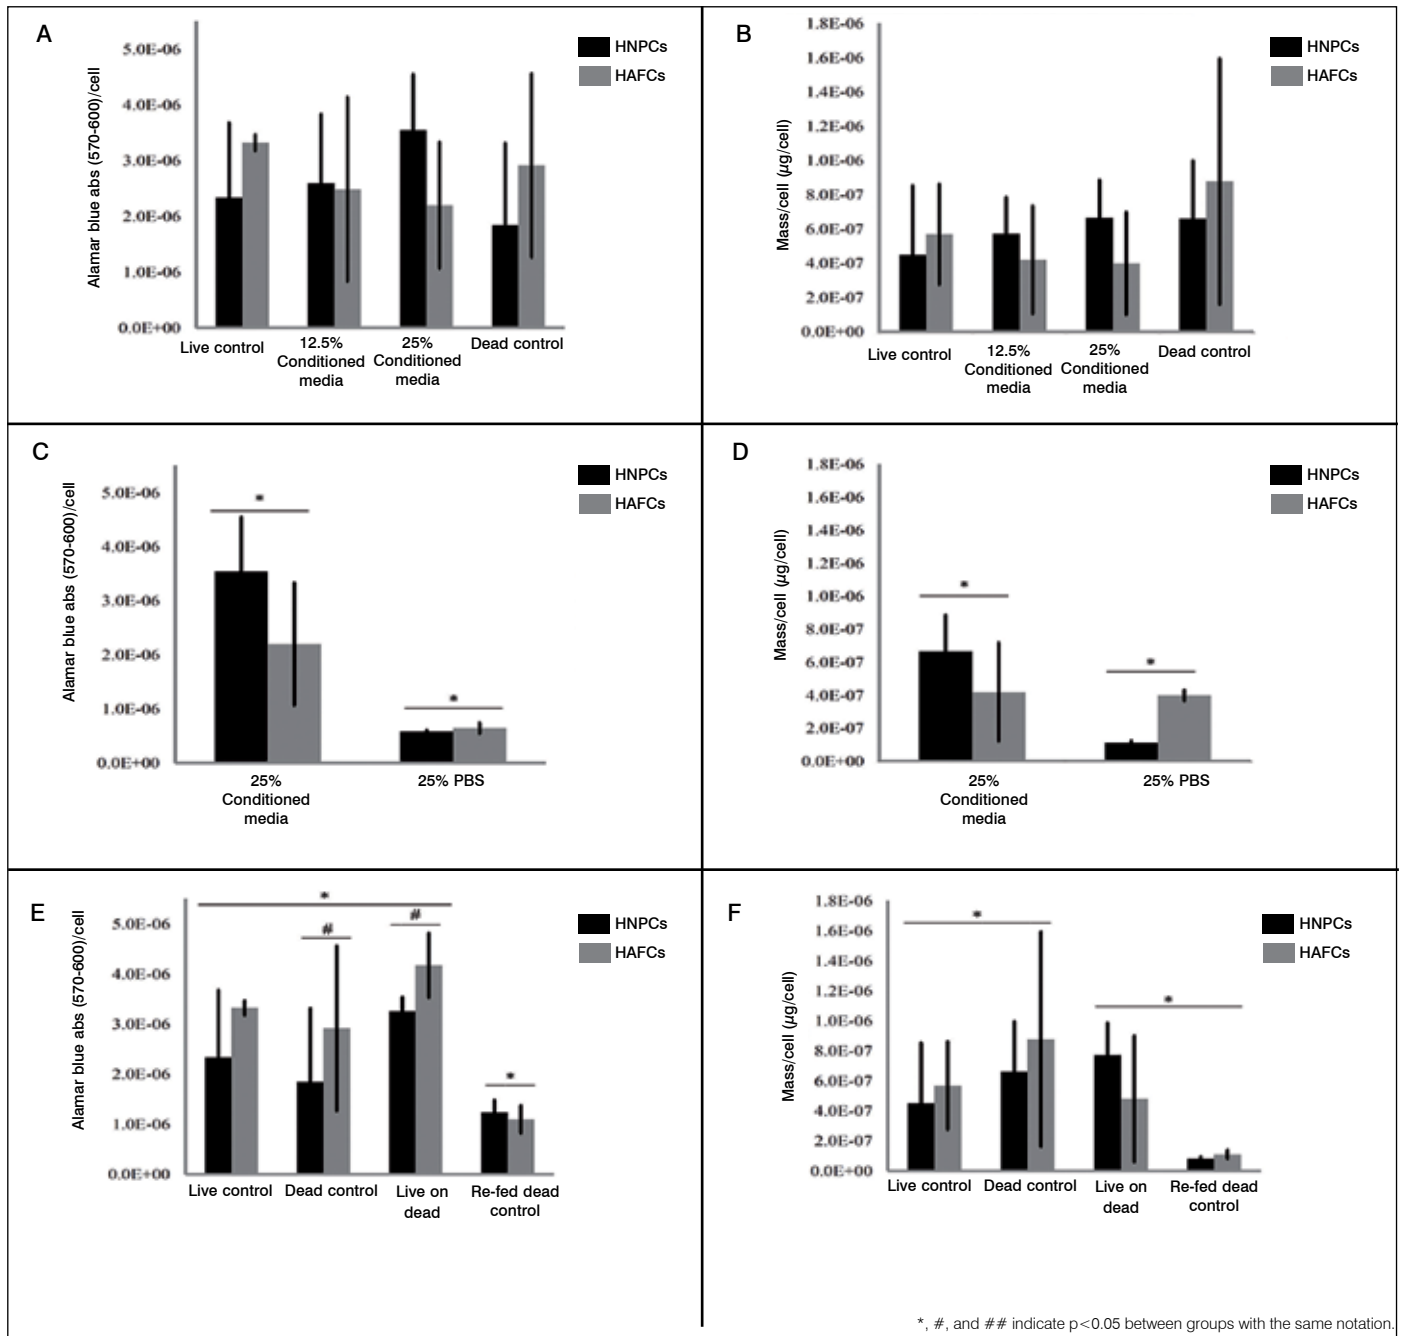 A
HNPCs
HAFCs
Alamar blue abs (570-600)/cell
5.0E-06
4.0E-06
3.0E-06
2.0E-06
1.0E-06
0.0E+00
Live control
12.5%
Conditioned
media
25%
Conditioned
media
Dead control
B
HNPCs
HAFCs
Mass/cell (µg/cell)
1.8E-06
1.6E-06
1.4E-06
1.2E-06
1.0E-06
8.0E-07
6.0E-07
4.0E-07
2.0E-07
0.0E+00
Live control
12.5%
Conditioned
media
25%
Conditioned
media
Dead control
C
HNPCs
HAFCs
Alamar blue abs (570-600)/cell
5.0E-06
4.0E-06
3.0E-06
2.0E-06
1.0E-06
0.0E+00
*
*
25%
Conditioned
media
25% PBS
D
HNPCs
HAFCs
Mass/cell (µg/cell)
1.8E-06
1.6E-06
1.4E-06
1.2E-06
1.0E-06
8.0E-07
6.0E-07
4.0E-07
2.0E-07
0.0E+00
*
*
25%
Conditioned
media
25% PBS
E
HNPCs
HAFCs
Alamar blue abs (570-600)/cell
5.0E-06
4.0E-06
3.0E-06
2.0E-06
1.0E-06
0.0E+00
*
#
#
*
Live control
Dead control
Live on
dead
Re-fed dead
control
F
HNPCs
HAFCs
Mass/cell (µg/cell)
1.8E-06
1.6E-06
1.4E-06
1.2E-06
1.0E-06
8.0E-07
6.0E-07
4.0E-07
2.0E-07
0.0E+00
*
*
Live control
Dead control
Live on
dead
Re-fed dead
control
*, #, and ## indicate p<0.05 between groups with the same notation.